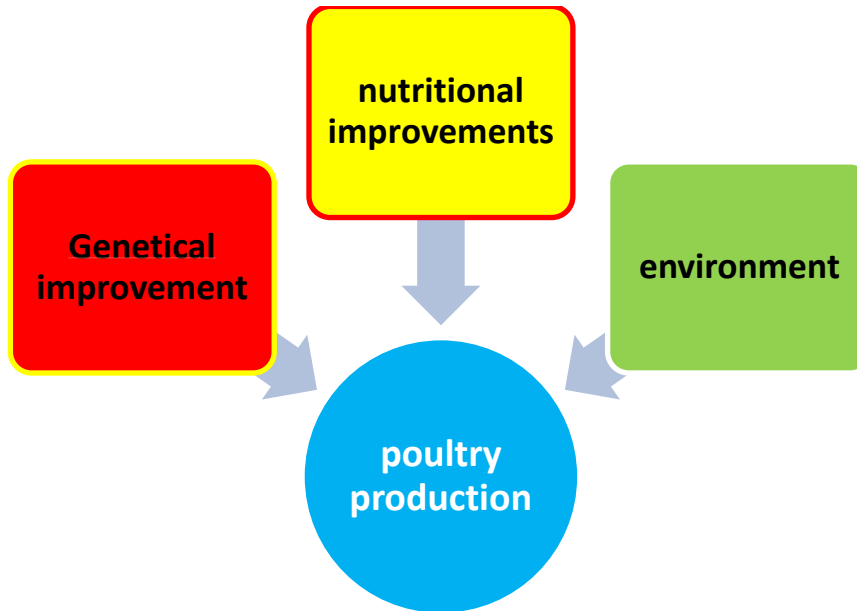 nutritional
improvements
Genetical
improvement
environment
poultry
production